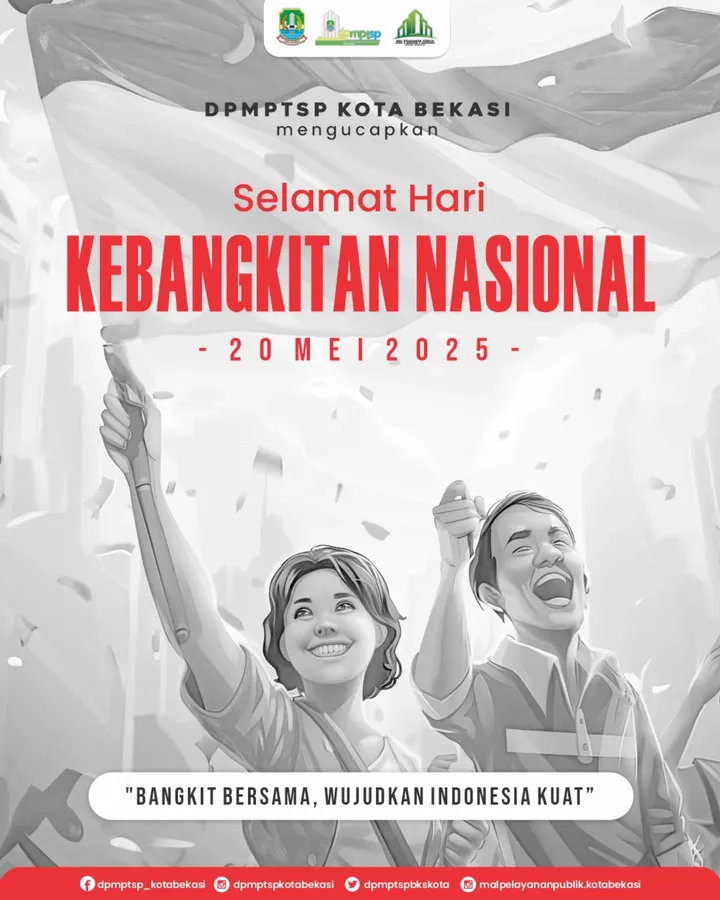 DPMPTSP KOTA BEKASI
mengucapkan
Selamat Hari
KEBANGKITAN NASIONAL
- 20 MEI 2025 -
"BANGKIT BERSAMA, WUJUDKAN INDONESIA KUAT”
dpmptsp_kotabekasi dpmptspkotabekasi dpmptspbkskota malpelayananpublik.kotabekasi